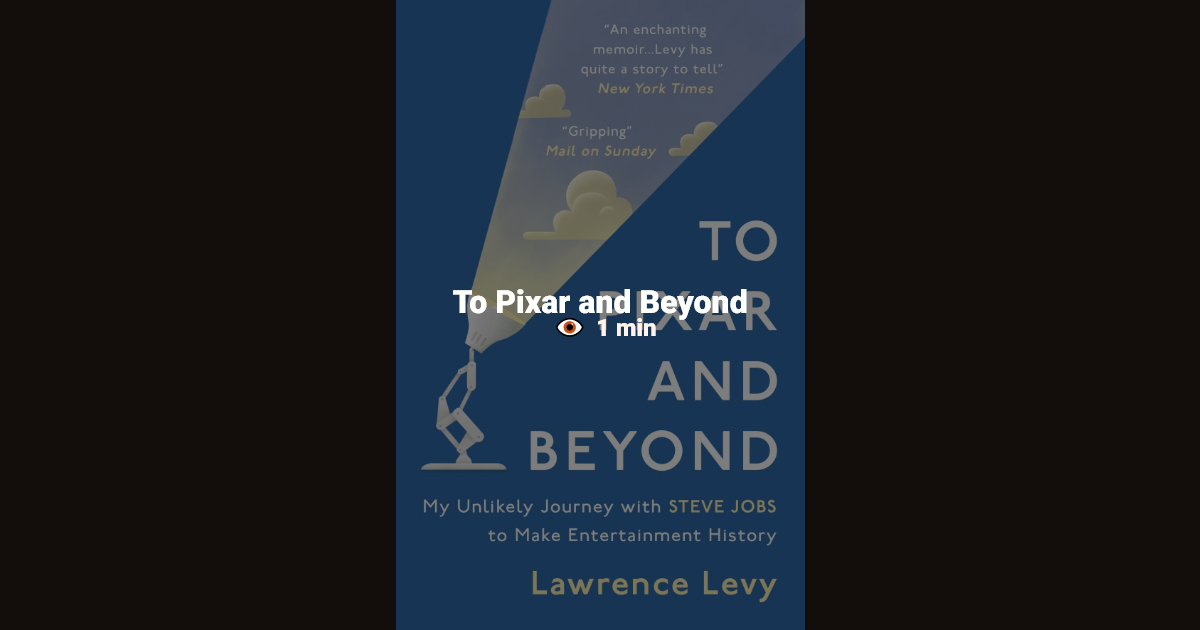 “An enchanting
memoir...Levy has
quite a story to tell”
New York Times
“Gripping”
Mail on Sunday
TO
PIXAR
AND
BEYOND
To Pixar and Beyond
1 min
My Unlikely Journey with STEVE JOBS
to Make Entertainment History
Lawrence Levy